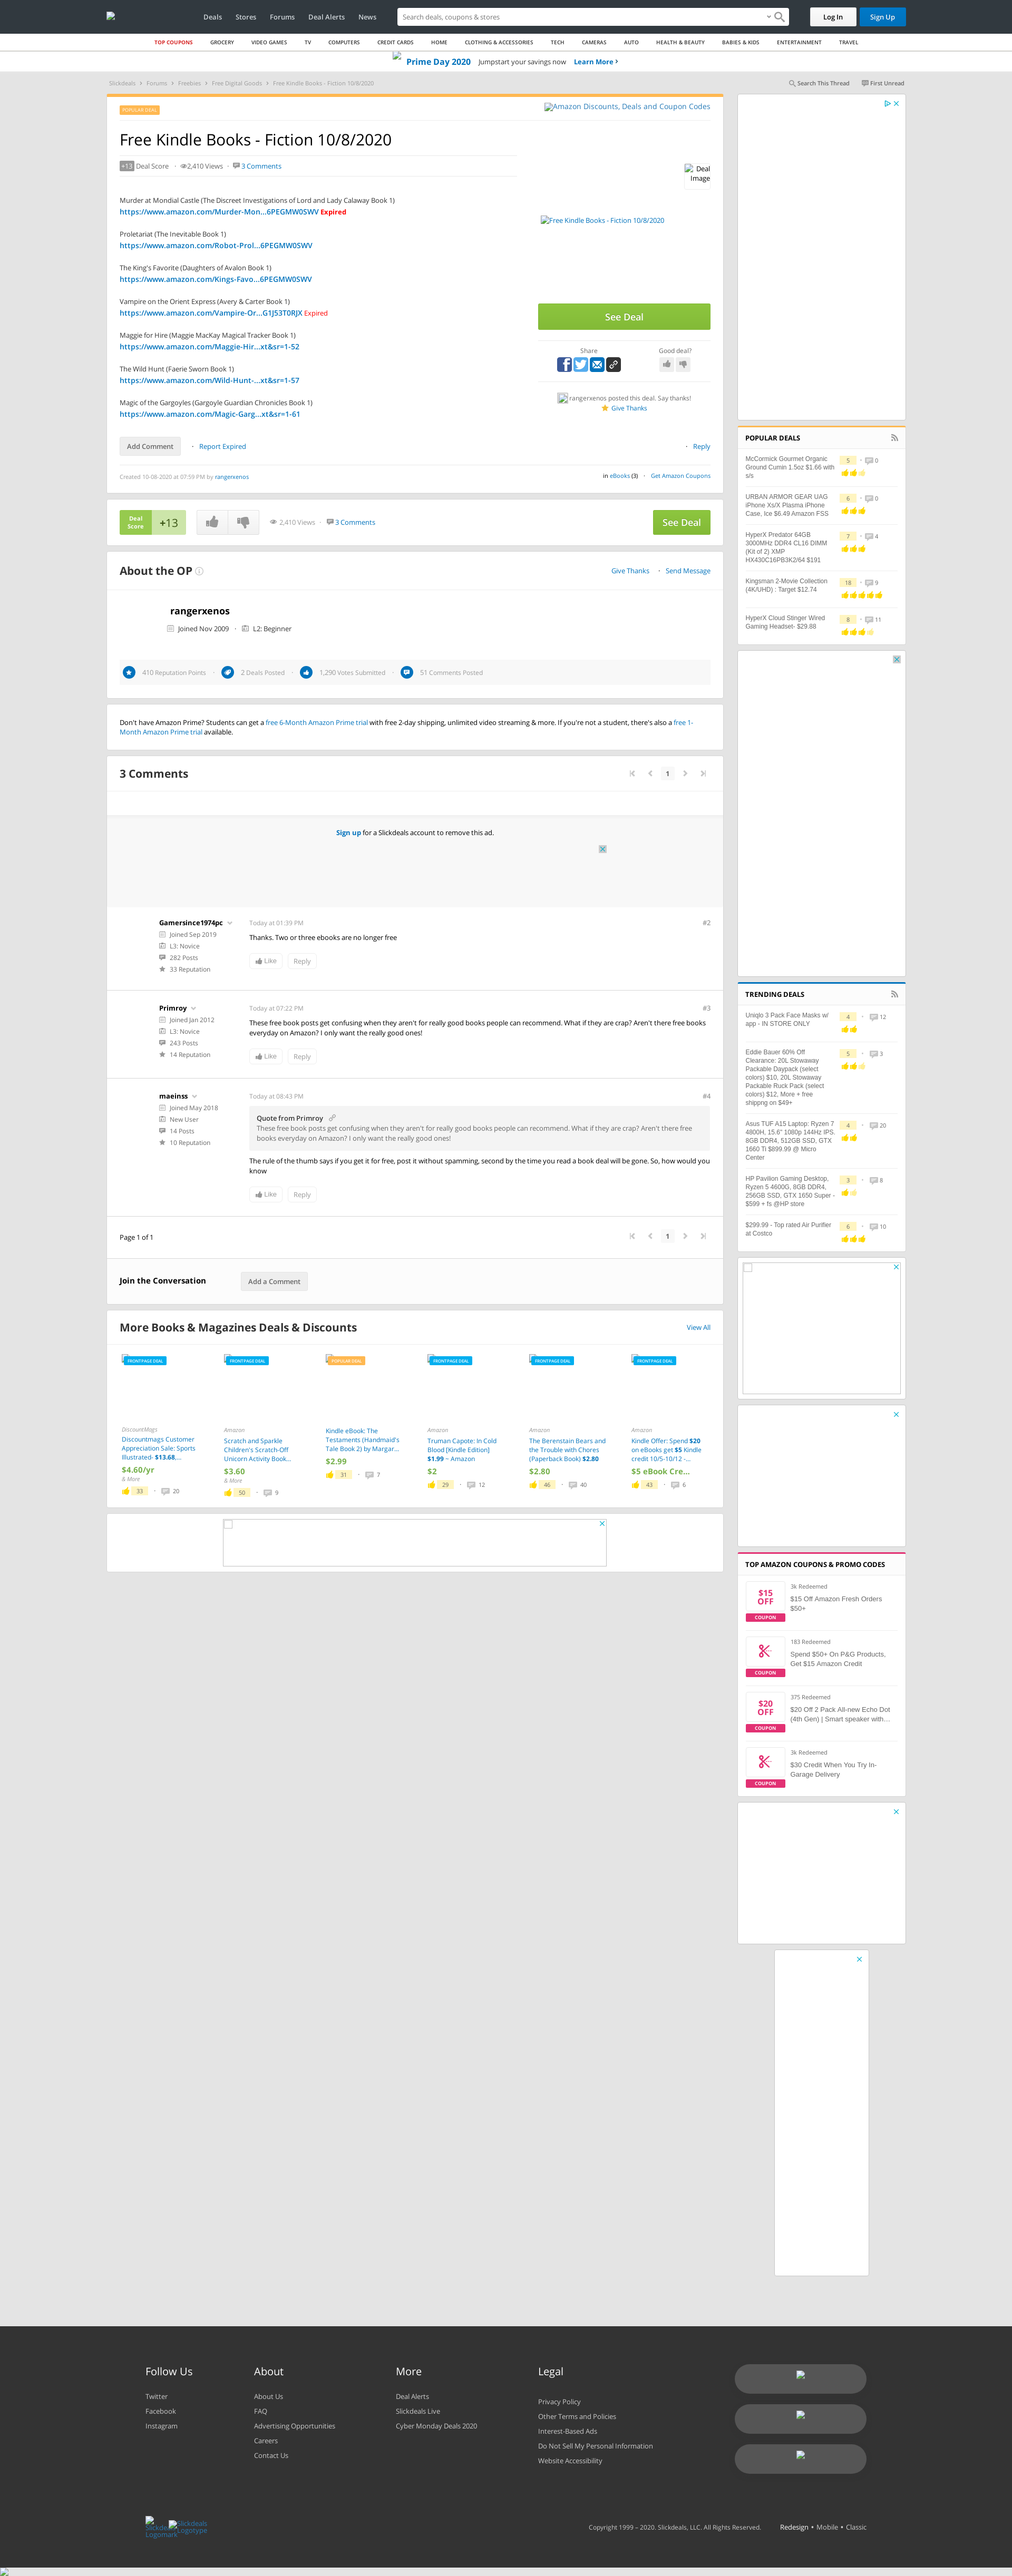 Deals Stores Forums Deal Alerts News
Search deals, coupons & stores
Log In
Sign Up
TOP COUPONS GROCERY VIDEO GAMES TV COMPUTERS CREDIT CARDS HOME CLOTHING & ACCESSORIES TECH CAMERAS AUTO HEALTH & BEAUTY BABIES & KIDS ENTERTAINMENT TRAVEL
Prime Day 2020 Jumpstart your savings now Learn More
Slickdeals Forums Freebies Free Digital Goods Free Kindle Books - Fiction 10/8/2020
Search This Thread First Unread
POPULAR DEAL
Amazon Discounts, Deals and Coupon Codes
Free Kindle Books - Fiction 10/8/2020
+13 Deal Score · 2,410 Views · 3 Comments
Deal Image
Free Kindle Books - Fiction 10/8/2020
See Deal
Share
Good deal?
rangerxenos posted this deal. Say thanks!
Give Thanks
Murder at Mondial Castle (The Discreet Investigations of Lord and Lady Calaway Book 1)
https://www.amazon.com/Murder-Mon...6PEGMW0SWV Expired
Proletariat (The Inevitable Book 1)
https://www.amazon.com/Robot-Prol...6PEGMW0SWV
The King's Favorite (Daughters of Avalon Book 1)
https://www.amazon.com/Kings-Favo...6PEGMW0SWV
Vampire on the Orient Express (Avery & Carter Book 1)
https://www.amazon.com/Vampire-Or...G1J53T0RJX Expired
Maggie for Hire (Maggie MacKay Magical Tracker Book 1)
https://www.amazon.com/Maggie-Hir...xt&sr=1-52
The Wild Hunt (Faerie Sworn Book 1)
https://www.amazon.com/Wild-Hunt-...xt&sr=1-57
Magic of the Gargoyles (Gargoyle Guardian Chronicles Book 1)
https://www.amazon.com/Magic-Garg...xt&sr=1-61
Add Comment · Report Expired
· Reply
Created 10-08-2020 at 07:59 PM by rangerxenos
in eBooks (3) · Get Amazon Coupons
Deal Score +13
2,410 Views · 3 Comments
See Deal
About the OP
Give Thanks · Send Message
rangerxenos
Joined Nov 2009 · L2: Beginner
410 Reputation Points · 2 Deals Posted · 1,290 Votes Submitted · 51 Comments Posted
Don't have Amazon Prime? Students can get a free 6-Month Amazon Prime trial with free 2-day shipping, unlimited video streaming & more. If you're not a student, there's also a free 1-
Month Amazon Prime trial available.
3 Comments
1
Sign up for a Slickdeals account to remove this ad.
Gamersince1974pc
Joined Sep 2019
L3: Novice
282 Posts
33 Reputation
Today at 01:39 PM
#2
Thanks. Two or three ebooks are no longer free
Like Reply
Primroy
Joined Jan 2012
L3: Novice
243 Posts
14 Reputation
Today at 07:22 PM
#3
These free book posts get confusing when they aren't for really good books people can recommend. What if they are crap? Aren't there free books
everyday on Amazon? I only want the really good ones!
Like Reply
maeinss
Joined May 2018
New User
14 Posts
10 Reputation
Today at 08:43 PM
#4
Quote from Primroy
These free book posts get confusing when they aren't for really good books people can recommend. What if they are crap? Aren't there free
books everyday on Amazon? I only want the really good ones!
The rule of the thumb says if you get it for free, post it without spamming, second by the time you read a book deal will be gone. So, how would you
know
Like Reply
Page 1 of 1
1
Join the Conversation
Add a Comment
More Books & Magazines Deals & Discounts
View All
FRONTPAGE DEAL
DiscountMags
Discountmags Customer
Appreciation Sale: Sports
Illustrated- $13.68,...
$4.60/yr
& More
33 · 20
FRONTPAGE DEAL
Amazon
Scratch and Sparkle
Children's Scratch-Off
Unicorn Activity Book...
$3.60
& More
50 · 9
POPULAR DEAL
Kindle eBook: The
Testaments (Handmaid's
Tale Book 2) by Margar...
$2.99
31 · 7
FRONTPAGE DEAL
Amazon
Truman Capote: In Cold
Blood [Kindle Edition]
$1.99 ~ Amazon
$2
29 · 12
FRONTPAGE DEAL
Amazon
The Berenstain Bears and
the Trouble with Chores
(Paperback Book) $2.80
$2.80
46 · 40
FRONTPAGE DEAL
Amazon
Kindle Offer: Spend $20
on eBooks get $5 Kindle
credit 10/5-10/12 -...
$5 eBook Cre...
43 · 6
POPULAR DEALS
McCormick Gourmet Organic
Ground Cumin 1.5oz $1.66 with
s/s
5 · 0
URBAN ARMOR GEAR UAG
iPhone Xs/X Plasma iPhone
Case, Ice $6.49 Amazon FSS
6 · 0
HyperX Predator 64GB
3000MHz DDR4 CL16 DIMM
(Kit of 2) XMP
HX430C16PB3K2/64 $191
7 · 4
Kingsman 2-Movie Collection
(4K/UHD) : Target $12.74
18 · 9
HyperX Cloud Stinger Wired
Gaming Headset- $29.88
8 · 11
TRENDING DEALS
Uniqlo 3 Pack Face Masks w/
app - IN STORE ONLY
4 · 12
Eddie Bauer 60% Off
Clearance: 20L Stowaway
Packable Daypack (select
colors) $10, 20L Stowaway
Packable Ruck Pack (select
colors) $12, More + free
shippng on $49+
5 · 3
Asus TUF A15 Laptop: Ryzen 7
4800H, 15.6" 1080p 144Hz IPS,
8GB DDR4, 512GB SSD, GTX
1660 Ti $899.99 @ Micro
Center
4 · 20
HP Pavilion Gaming Desktop,
Ryzen 5 4600G, 8GB DDR4,
256GB SSD, GTX 1650 Super -
$599 + fs @HP store
3 · 8
$299.99 - Top rated Air Purifier
at Costco
6 · 10
TOP AMAZON COUPONS & PROMO CODES
$15 OFF
COUPON
3k Redeemed
$15 Off Amazon Fresh Orders
$50+
COUPON
183 Redeemed
Spend $50+ On P&G Products,
Get $15 Amazon Credit
$20 OFF
COUPON
375 Redeemed
$20 Off 2 Pack All-new Echo Dot
(4th Gen) | Smart speaker with...
COUPON
3k Redeemed
$30 Credit When You Try In-
Garage Delivery
Follow Us
Twitter
Facebook
Instagram
About
About Us
FAQ
Advertising Opportunities
Careers
Contact Us
More
Deal Alerts
Slickdeals Live
Cyber Monday Deals 2020
Legal
Privacy Policy
Other Terms and Policies
Interest-Based Ads
Do Not Sell My Personal Information
Website Accessibility
Slickdeals Logotype
Copyright 1999 – 2020. Slickdeals, LLC. All Rights Reserved.
Redesign • Mobile • Classic